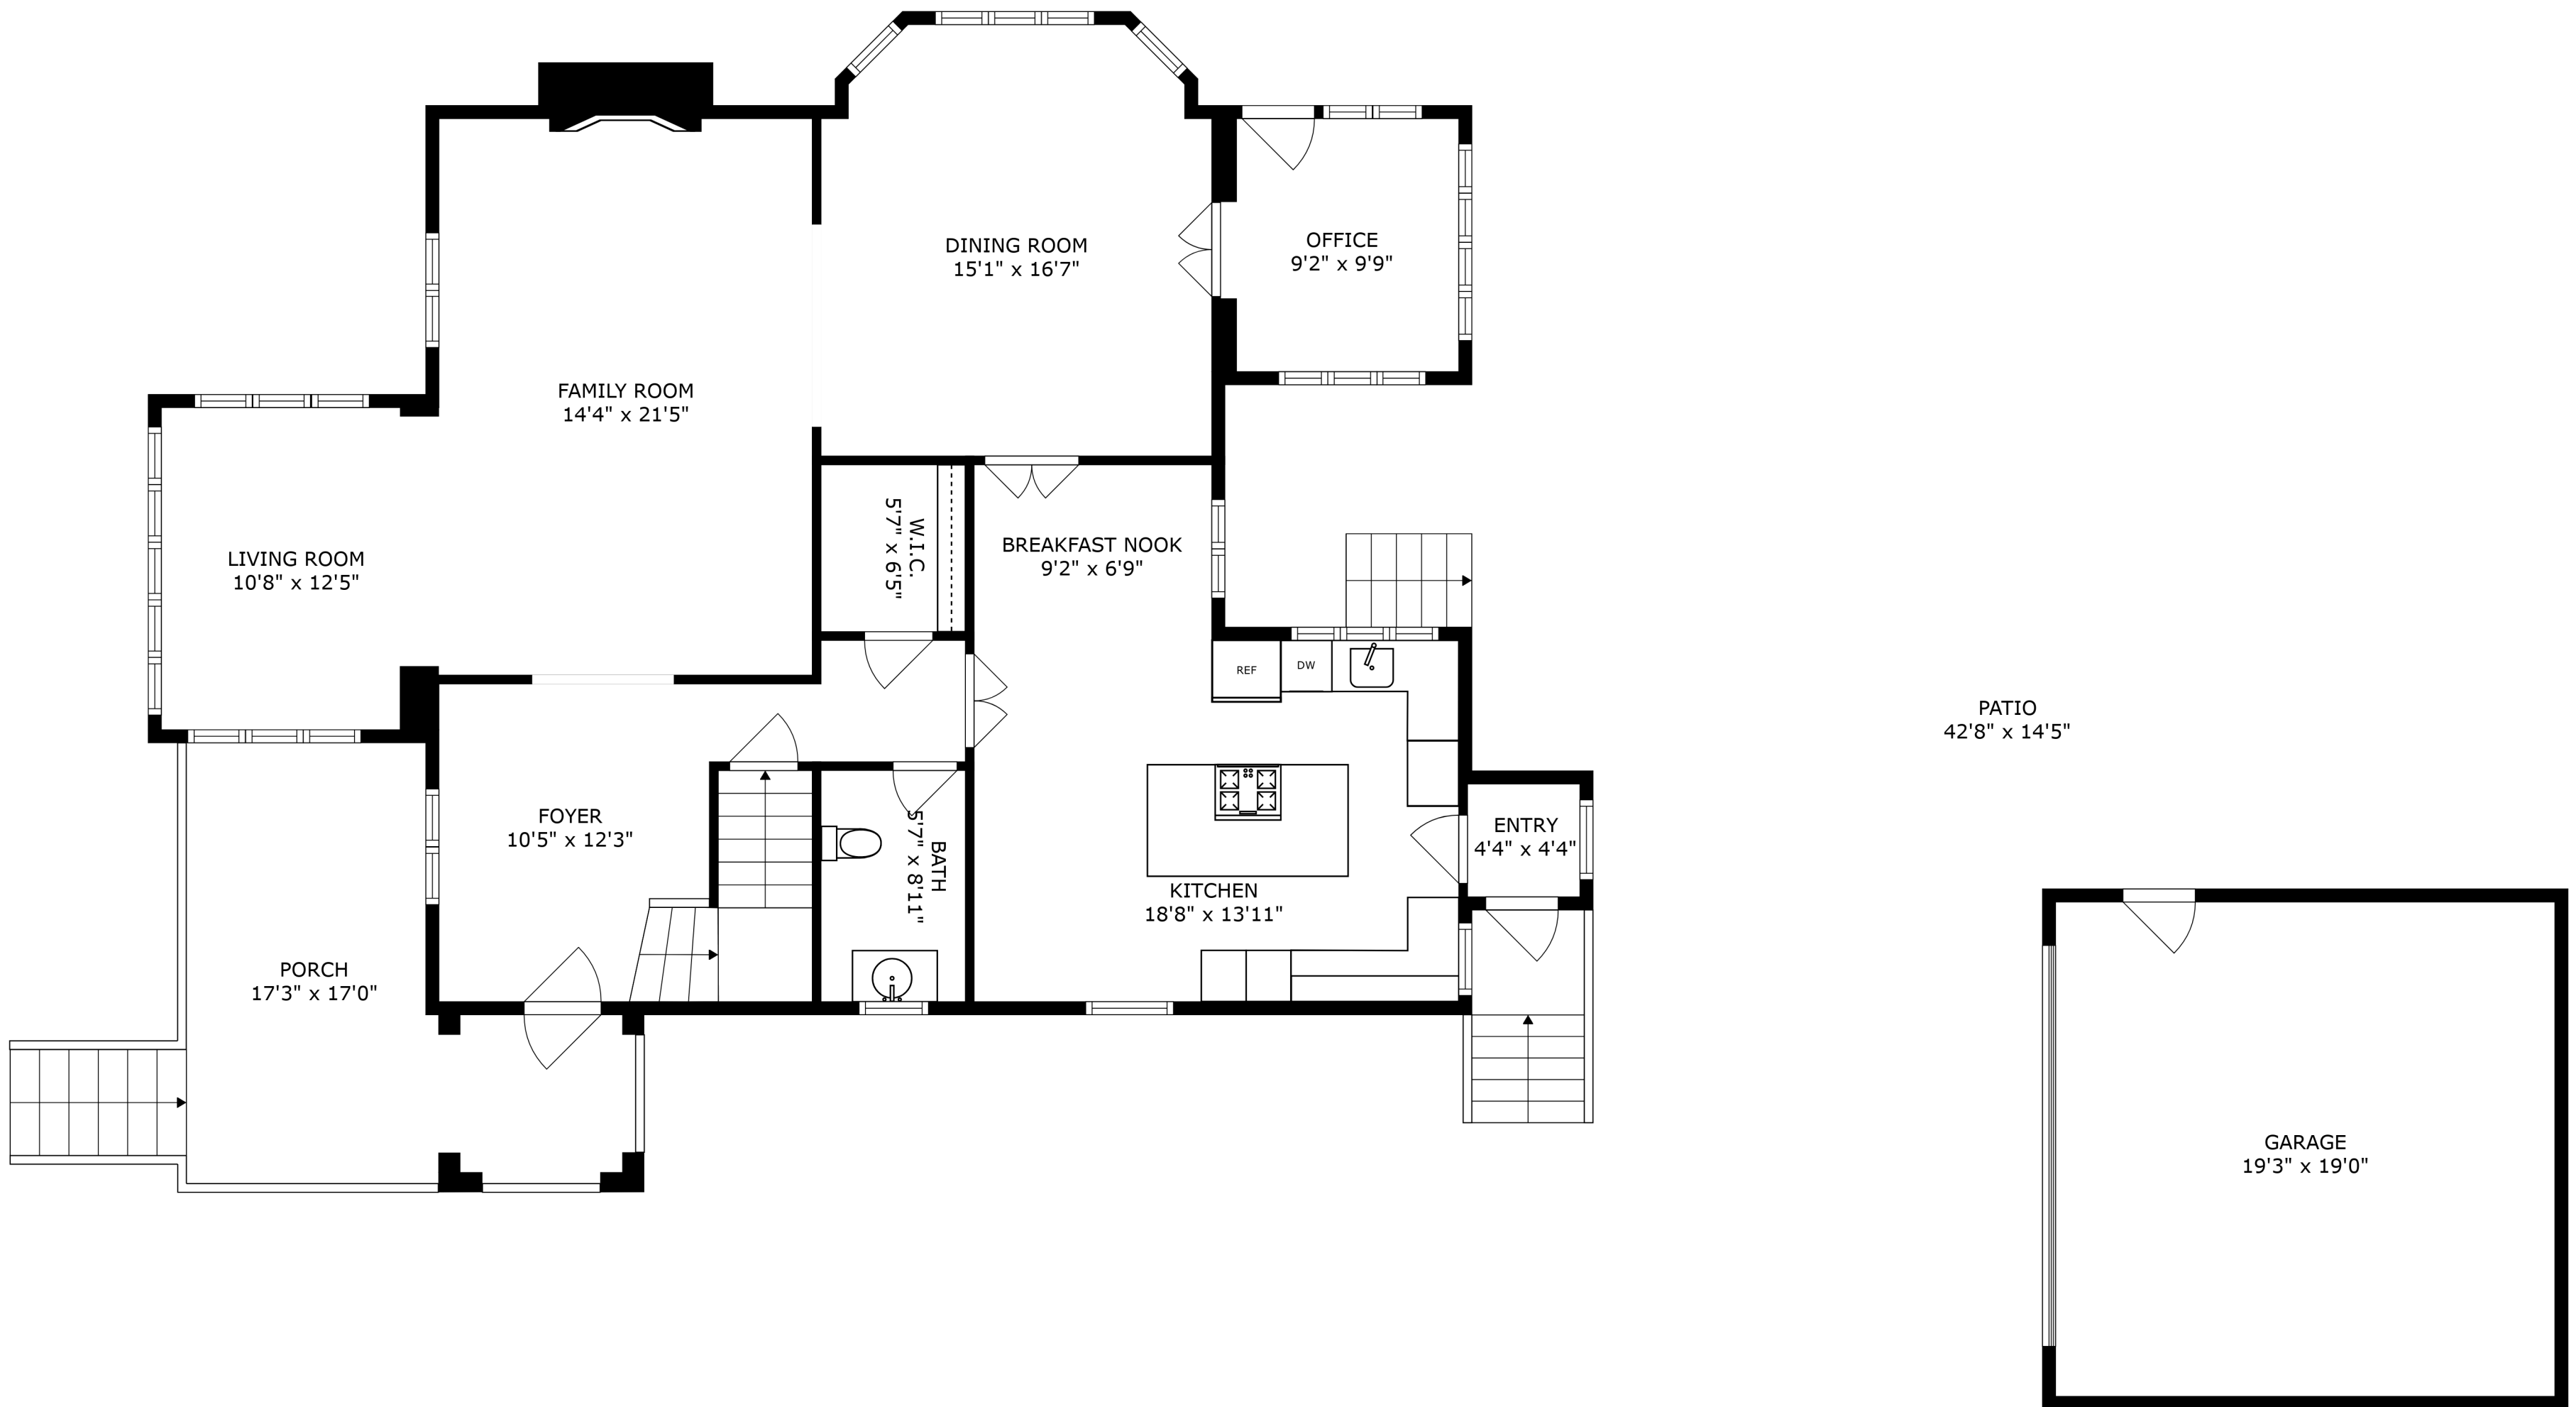 DINING ROOM
15'1" x 16'7"
OFFICE
9'2" x 9'9"
FAMILY ROOM
14'4" x 21'5"
LIVING ROOM
10'8" x 12'5"
W.I.C.
5'7" x 6'5"
BREAKFAST NOOK
9'2" x 6'9"
REF
DW
PATIO
42'8" x 14'5"
FOYER
10'5" x 12'3"
BATH
5'7" x 8'11"
ENTRY
4'4" x 4'4"
KITCHEN
18'8" x 13'11"
PORCH
17'3" x 17'0"
GARAGE
19'3" x 19'0"